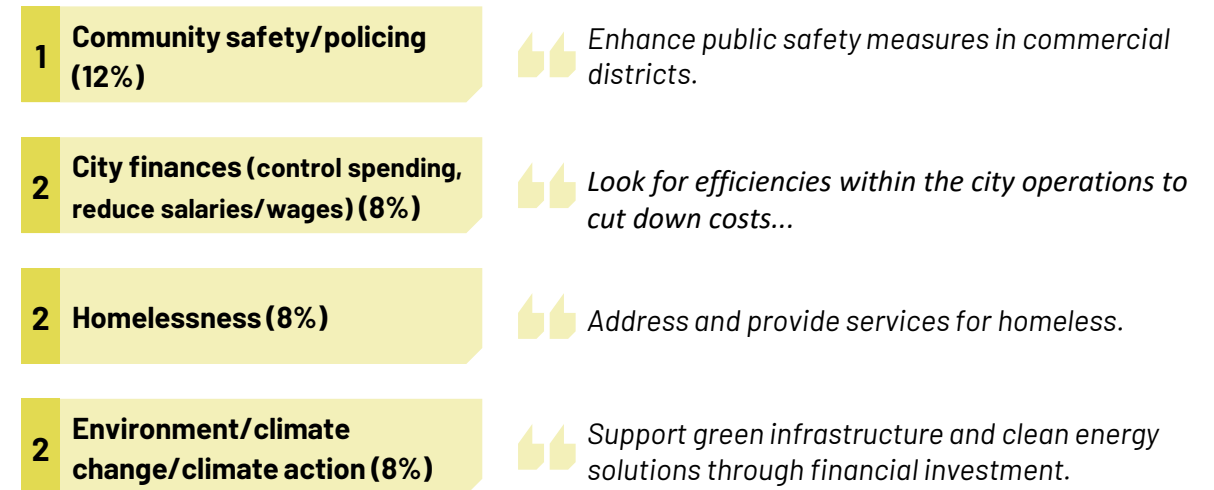 1
Community safety/policing
(12%)
Enhance public safety measures in commercial
districts.
2
City finances (control spending,
reduce salaries/wages) (8%)
Look for efficiencies within the city operations to
cut down costs...
2
Homelessness (8%)
Address and provide services for homeless.
2
Environment/climate
change/climate action (8%)
Support green infrastructure and clean energy
solutions through financial investment.